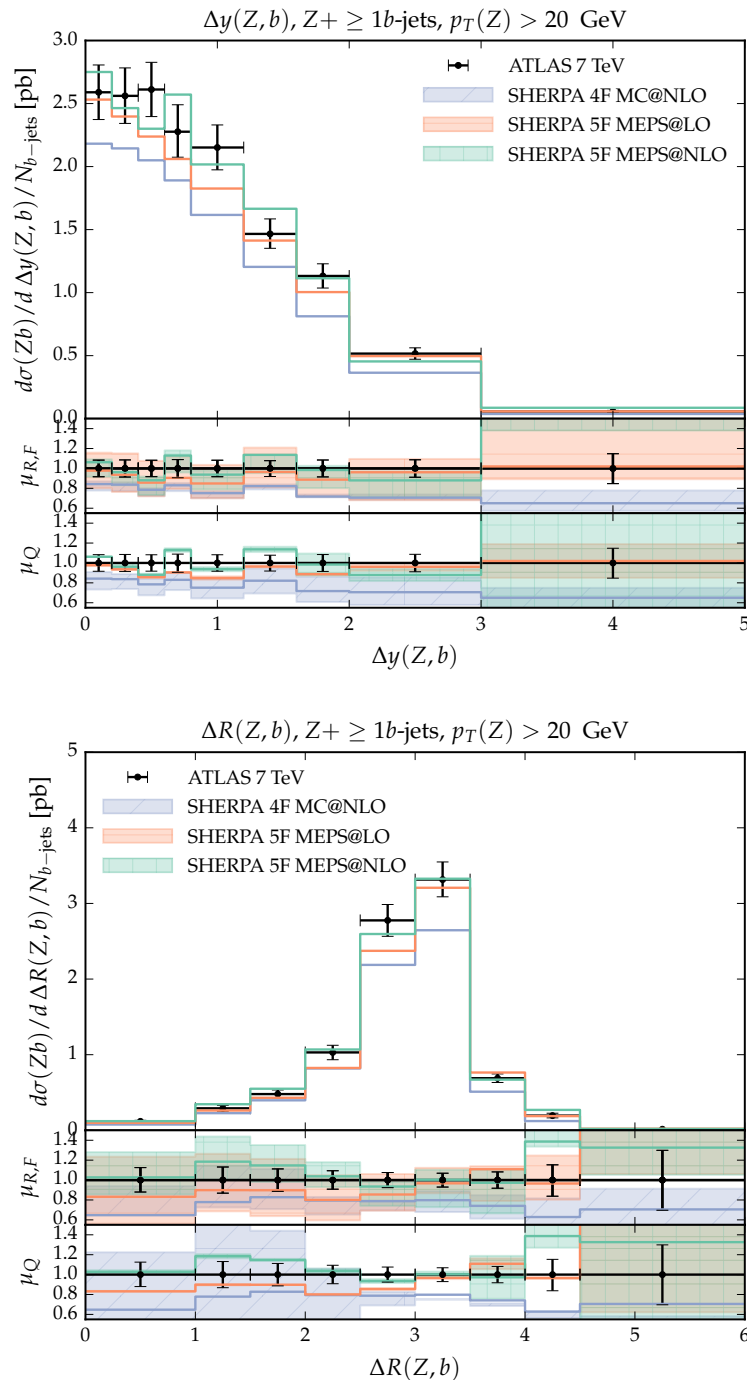 Δy(Z, b), Z+ ≥ 1b-jets, p_T(Z) > 20 GeV
3.0
2.5
2.0
1.5
1.0
0.5
0.0
dσ(Zb)/d Δy(Z, b)/N_{b−jets} [pb]
ATLAS 7 TeV
SHERPA 4F MC@NLO
SHERPA 5F MEPS@LO
SHERPA 5F MEPS@NLO
1.4
1.2
1.0
0.8
0.6
μ_{R,F}
1.4
1.2
1.0
0.8
0.6
μ_Q
0 1 2 3 4 5
Δy(Z, b)
ΔR(Z, b), Z+ ≥ 1b-jets, p_T(Z) > 20 GeV
5
4
3
2
1
0
dσ(Zb)/d ΔR(Z, b)/N_{b−jets} [pb]
ATLAS 7 TeV
SHERPA 4F MC@NLO
SHERPA 5F MEPS@LO
SHERPA 5F MEPS@NLO
1.4
1.2
1.0
0.8
0.6
μ_{R,F}
1.4
1.2
1.0
0.8
0.6
μ_Q
0 1 2 3 4 5 6
ΔR(Z, b)